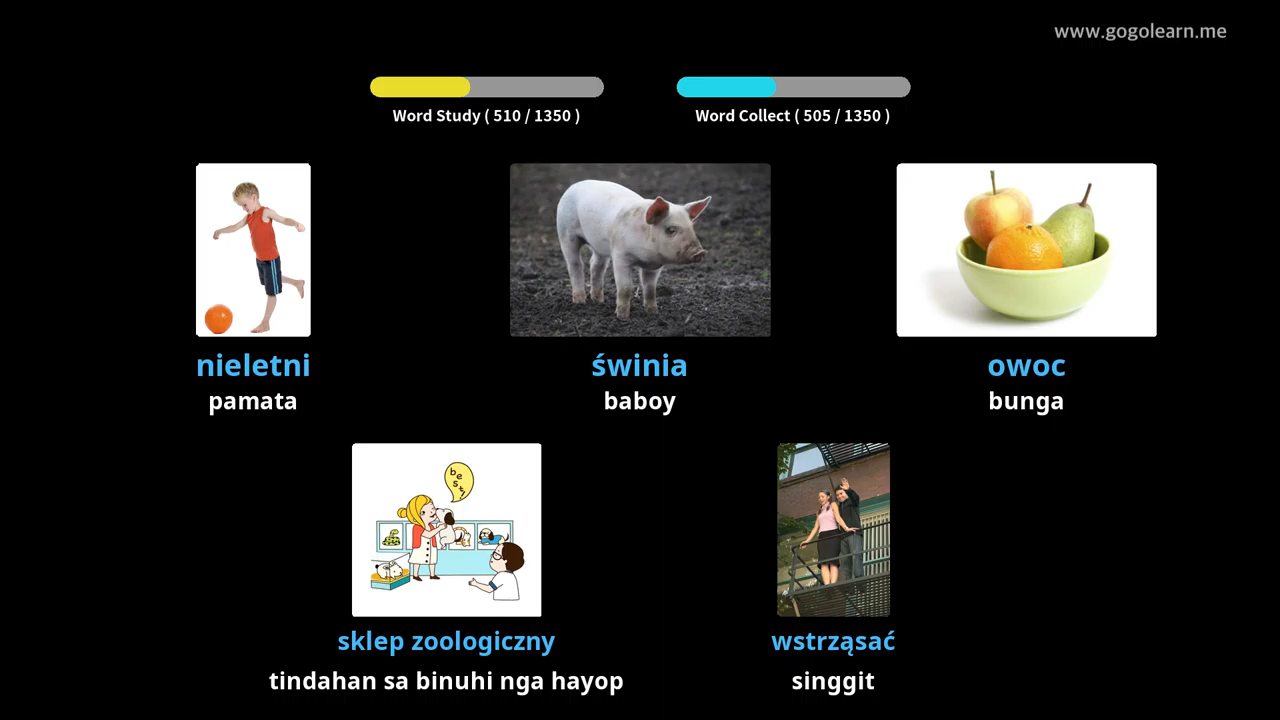 www.gogolearn.me
Word Study ( 510 / 1350 )
Word Collect ( 505 / 1350 )
nieletni
pamata
świnia
baboy
owoc
bunga
besty
sklep zoologiczny
tindahan sa binuhi nga hayop
wstrząsać
singgit